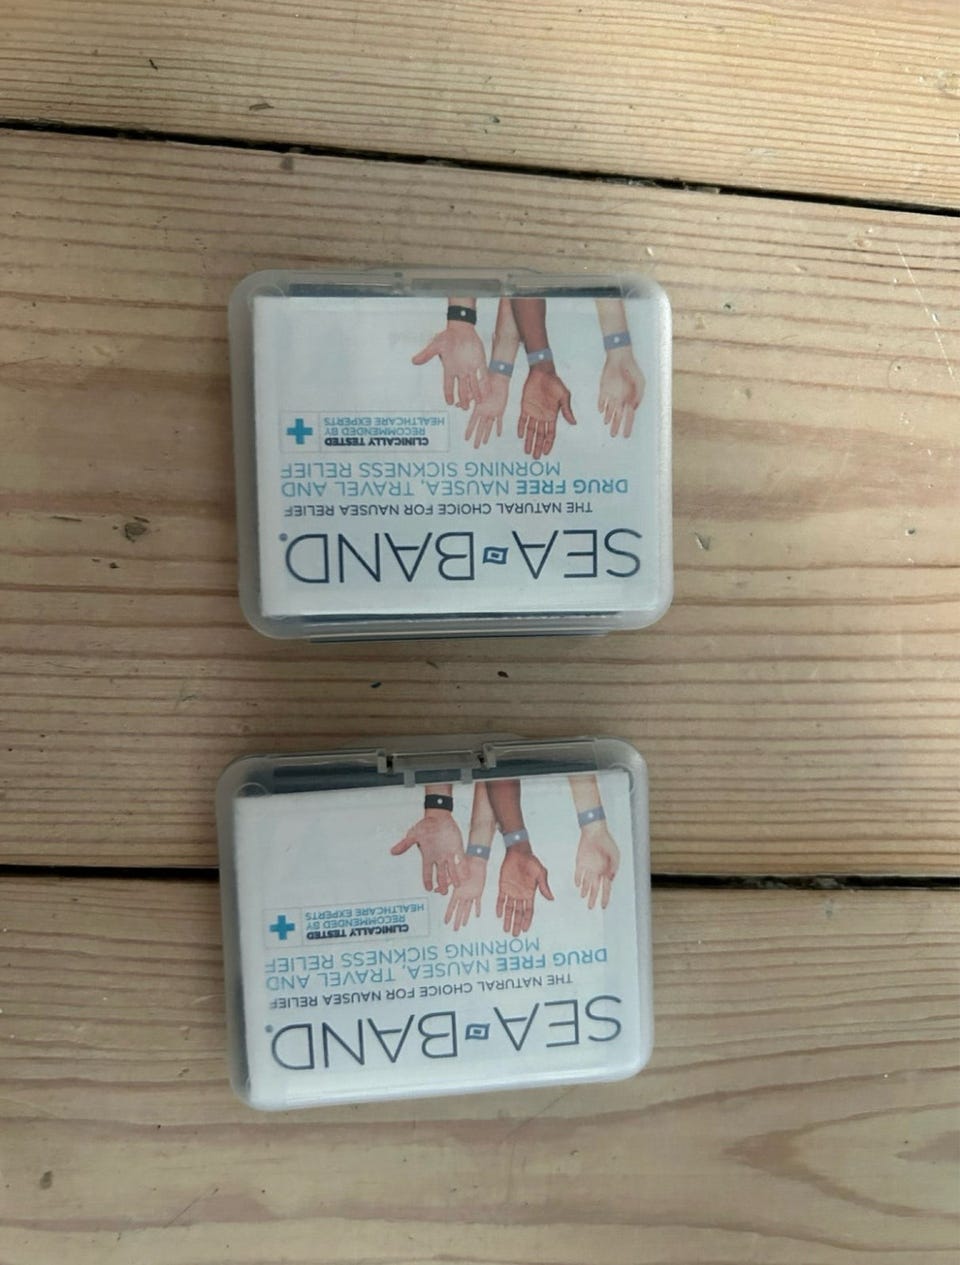 SEA BAND®
THE NATURAL CHOICE FOR NAUSEA RELIEF
DRUG FREE NAUSEA, TRAVEL AND
MORNING SICKNESS RELIEF
CLINICALLY TESTED
RECOMMENDED BY
HEALTHCARE EXPERTS
SEA BAND®
THE NATURAL CHOICE FOR NAUSEA RELIEF
DRUG FREE NAUSEA, TRAVEL AND
MORNING SICKNESS RELIEF
CLINICALLY TESTED
RECOMMENDED BY
HEALTHCARE EXPERTS